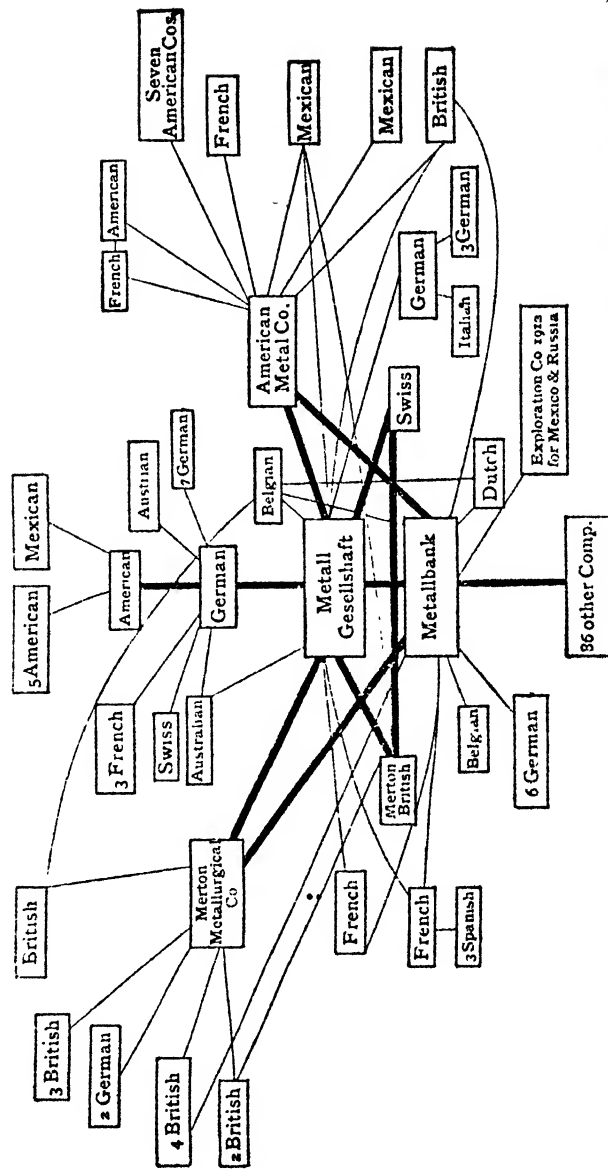 5 American
Mexican
American
Austrian
7 German
3 French
Swiss
Australian
German
British
3 British
2 German
4 British
2 British
Merton
Metallurgical
Co
French American
Seven
American Cos.
French
Mexican
Mexican
British
American
Metal Co.
Belgian
Metall
Gesellshaft
Swiss
German
Italian
3 German
Merton
British
Metallbank
Dutch
Exploration Co 1912
for Mexico & Russia
French
French
3 Spanish
Belgian
6 German
86 other Comp.